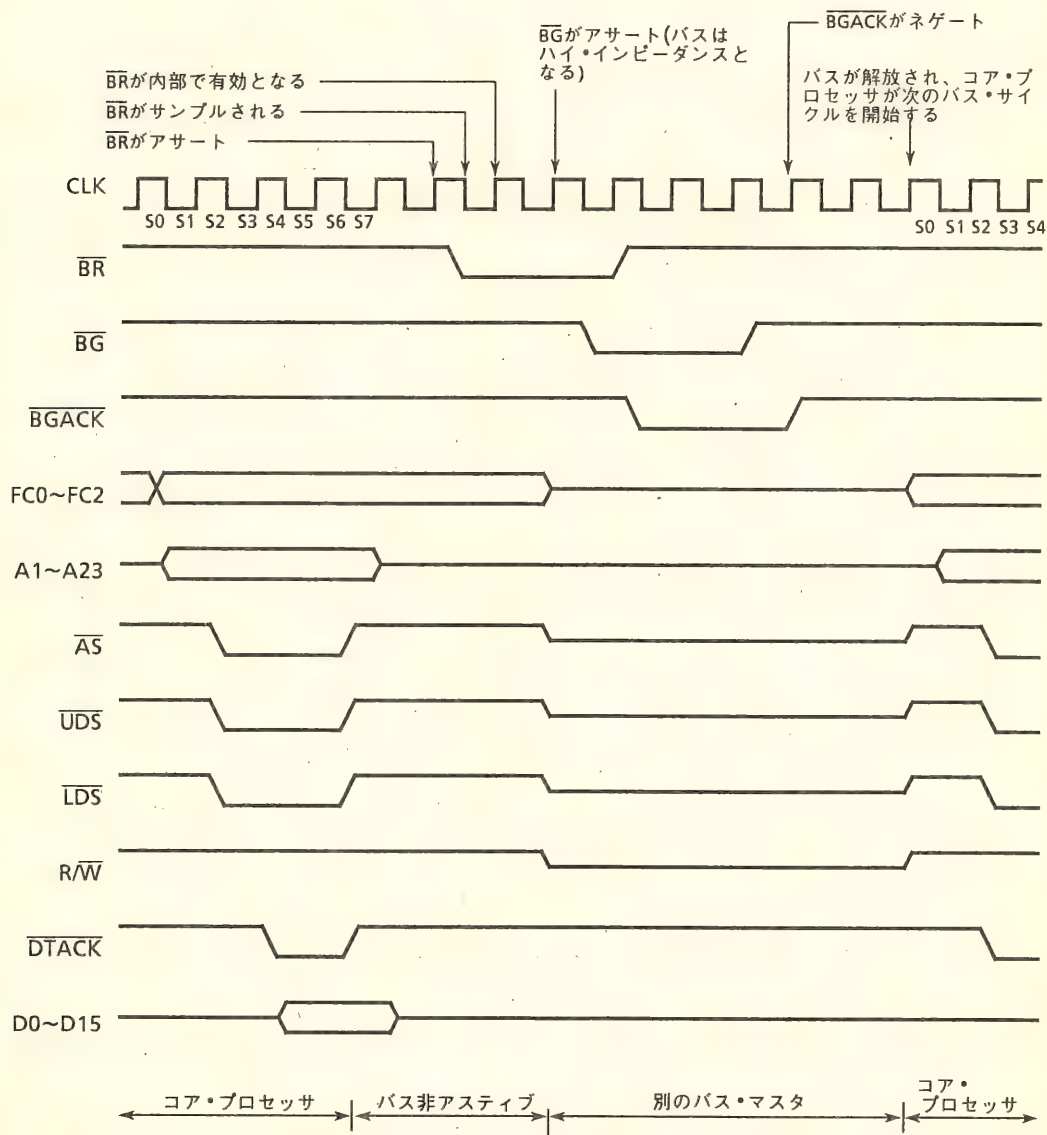 BGACKがネゲート
BGがアサート(バスは
ハイ・インピーダンスと
なる)
バスが解放され、コア・プ
ロセッサが次のバス・サイ
クルを開始する
BRが内部で有効となる
BRがサンプルされる
BRがアサート
CLK
S0 S1 S2 S3 S4 S5 S6 S7 S0 S1 S2 S3 S4
BR
BG
BGACK
FC0~FC2
A1~A23
AS
UDS
LDS
R/W
DTACK
D0~D15
コア・プロセッサ
バス非アスティブ
別のバス・マスタ
コア・
プロセッサ